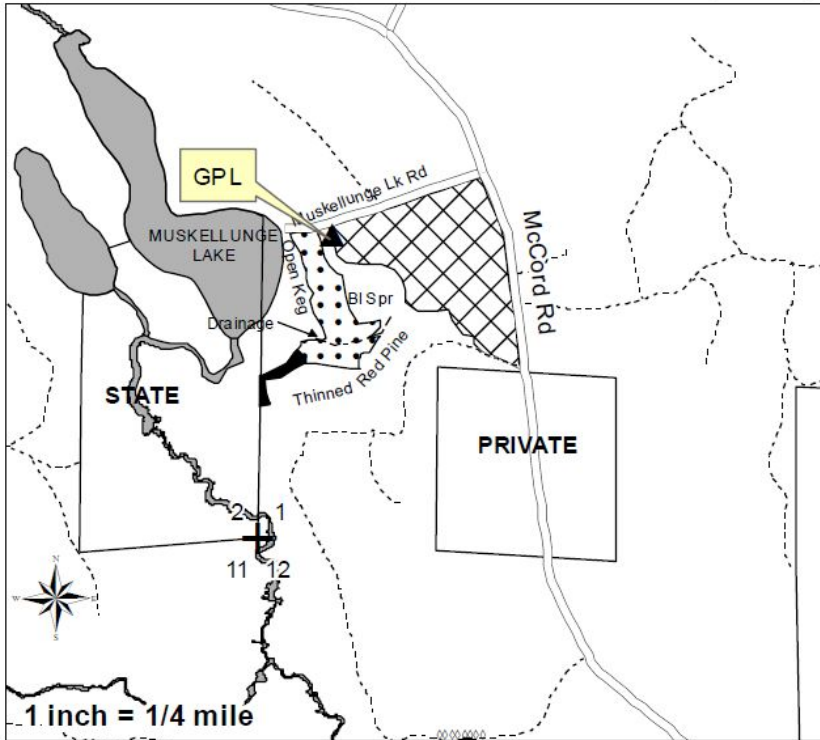 GPL
Muskellunge Lk Rd
MUSKELLUNGE
LAKE
Open Keg
Bl Spr
McCord Rd
Drainage
Thinned Red Pine
STATE
PRIVATE
2 1
11 12
N
W E
S
1 inch = 1/4 mile